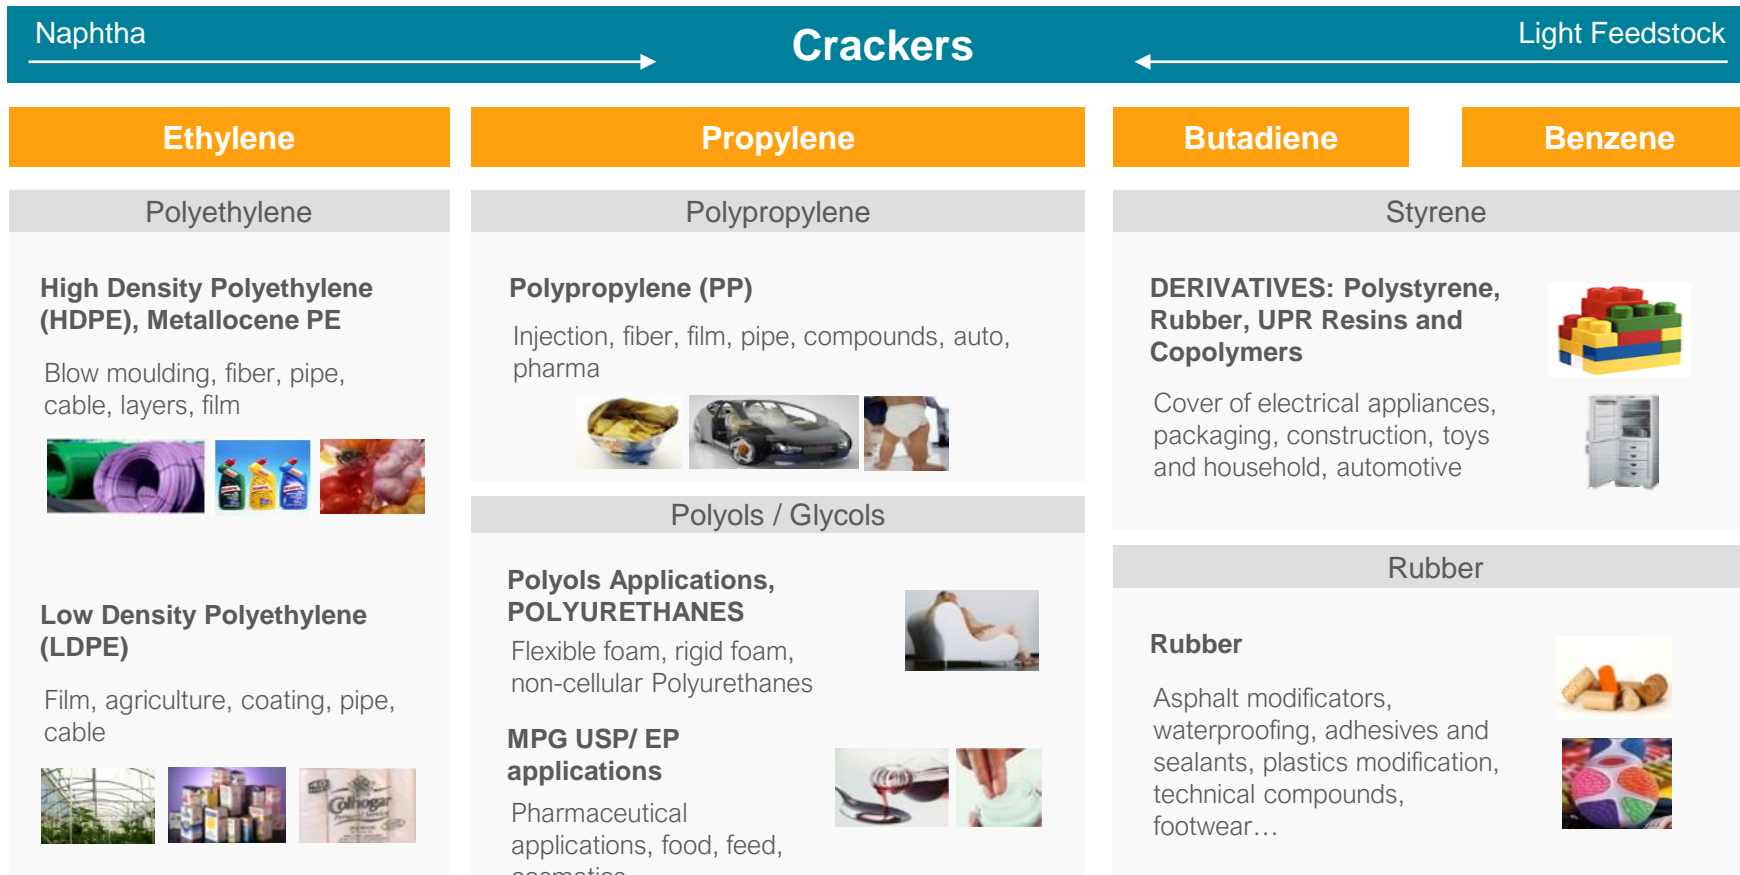 Naphtha
Crackers
Light Feedstock
Ethylene
Propylene
Butadiene
Benzene
Polyethylene
High Density Polyethylene
(HDPE), Metallocene PE
Blow moulding, fiber, pipe,
cable, layers, film
Low Density Polyethylene
(LDPE)
Film, agriculture, coating, pipe,
cable
Colhogar
Polypropylene
Polypropylene (PP)
Injection, fiber, film, pipe, compounds, auto,
pharma
Polyols / Glycols
Polyols Applications,
POLYURETHANES
Flexible foam, rigid foam,
non-cellular Polyurethanes
MPG USP/ EP
applications
Pharmaceutical
applications, food, feed,
cosmetics
Styrene
DERIVATIVES: Polystyrene,
Rubber, UPR Resins and
Copolymers
Cover of electrical appliances,
packaging, construction, toys
and household, automotive
Rubber
Rubber
Asphalt modificators,
waterproofing, adhesives and
sealants, plastics modification,
technical compounds,
footwear…